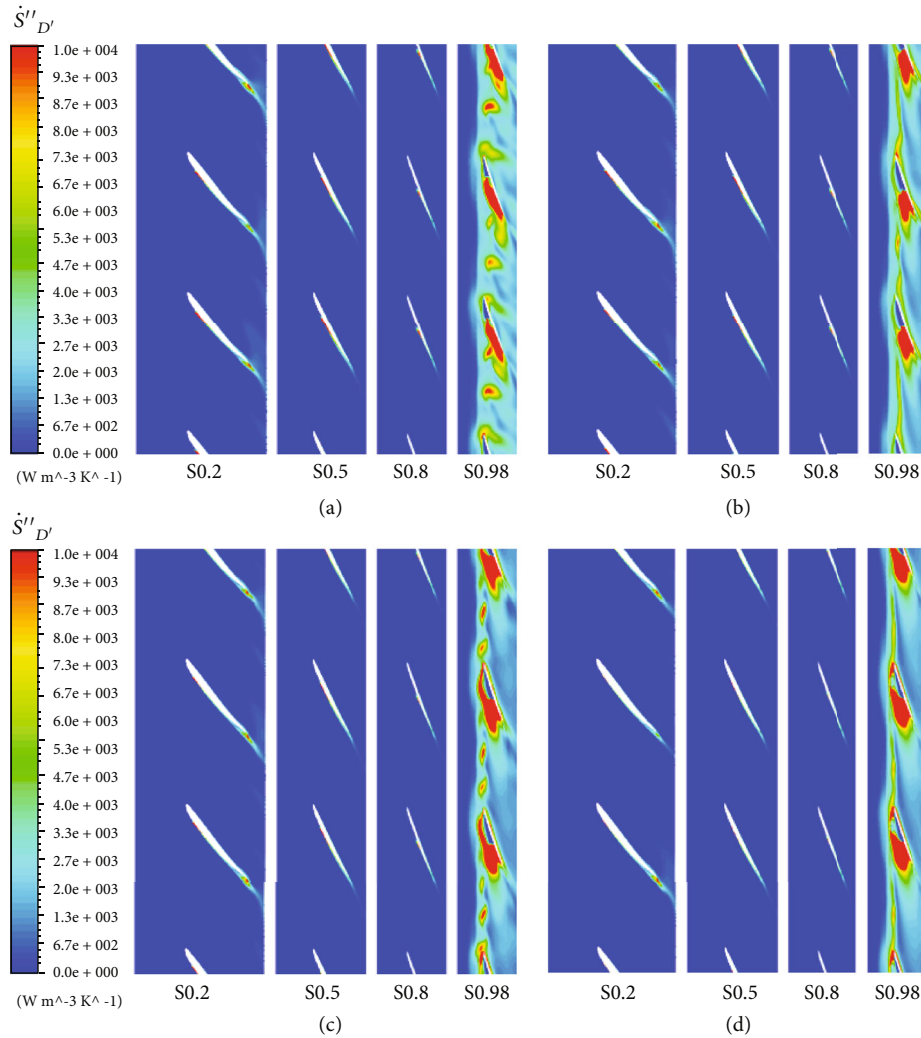 Ṡ''D'
1.0e + 004
9.3e + 003
8.7e + 003
8.0e + 003
7.3e + 003
6.7e + 003
6.0e + 003
5.3e + 003
4.7e + 003
4.0e + 003
3.3e + 003
2.7e + 003
2.0e + 003
1.3e + 003
6.7e + 002
0.0e + 000
(W m^-3 K^ -1)
S0.2 S0.5 S0.8 S0.98
(a)
S0.2 S0.5 S0.8 S0.98
(b)
Ṡ''D'
1.0e + 004
9.3e + 003
8.7e + 003
8.0e + 003
7.3e + 003
6.7e + 003
6.0e + 003
5.3e + 003
4.7e + 003
4.0e + 003
3.3e + 003
2.7e + 003
2.0e + 003
1.3e + 003
6.7e + 002
0.0e + 000
(W m^-3 K^ -1)
S0.2 S0.5 S0.8 S0.98
(c)
S0.2 S0.5 S0.8 S0.98
(d)